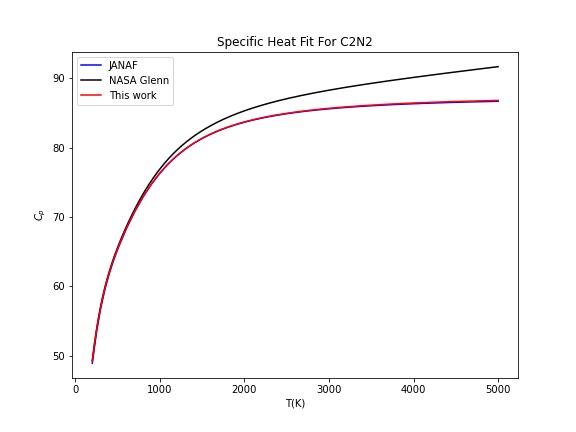 Specific Heat Fit For C2N2
JANAF
NASA Glenn
This work
90
80
70
60
50
C_p
0 1000 2000 3000 4000 5000
T(K)